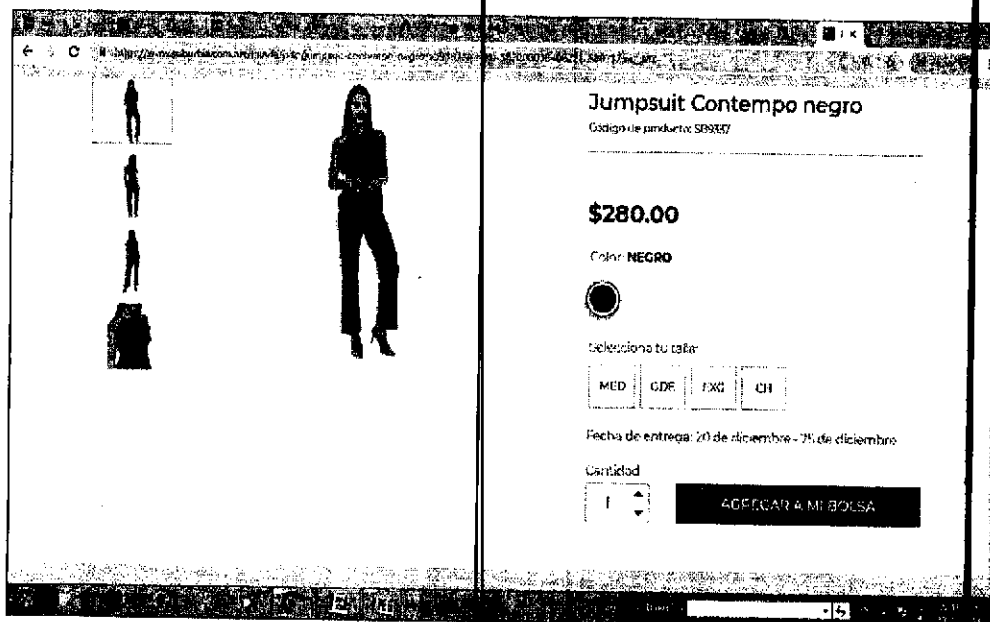 Jumpsuit Contempo negro
Código de producto: SB9337
$280.00
Color: NEGRO
Selecciona tu talla:
MED GDE EXG CH
Fecha de entrega: 20 de diciembre - 25 de diciembre
Cantidad
1
AGREGAR A MI BOLSA